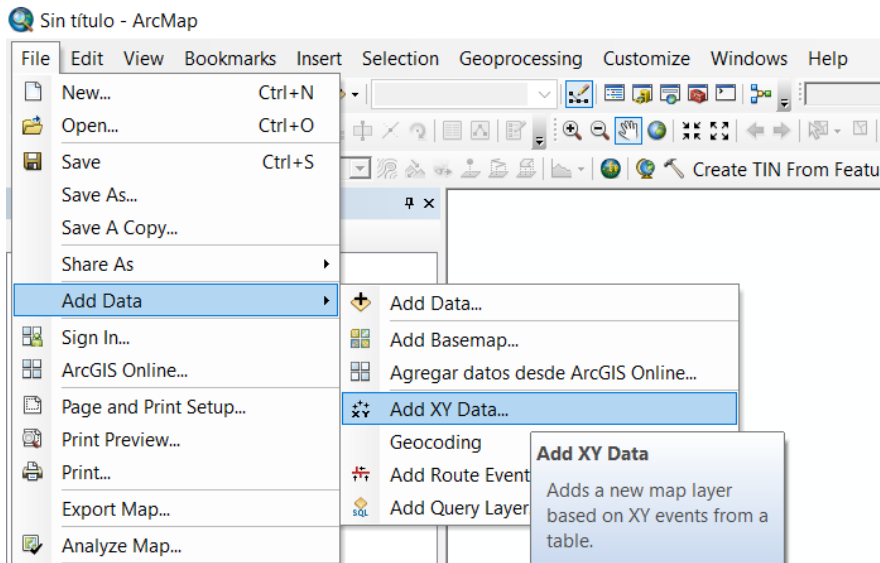 Sin título - ArcMap
File Edit View Bookmarks Insert Selection Geoprocessing Customize Windows Help
New... Ctrl+N
Open... Ctrl+O
Save Ctrl+S
Create TIN From Featu
Save As...
Save A Copy...
Share As
Add Data
Add Data...
Sign In...
Add Basemap...
ArcGIS Online...
Agregar datos desde ArcGIS Online...
Page and Print Setup...
Add XY Data...
Print Preview...
Geocoding
Add XY Data
Print...
Add Route Event
Adds a new map layer
Export Map...
SQL Add Query Layer
based on XY events from a
Analyze Map...
table.